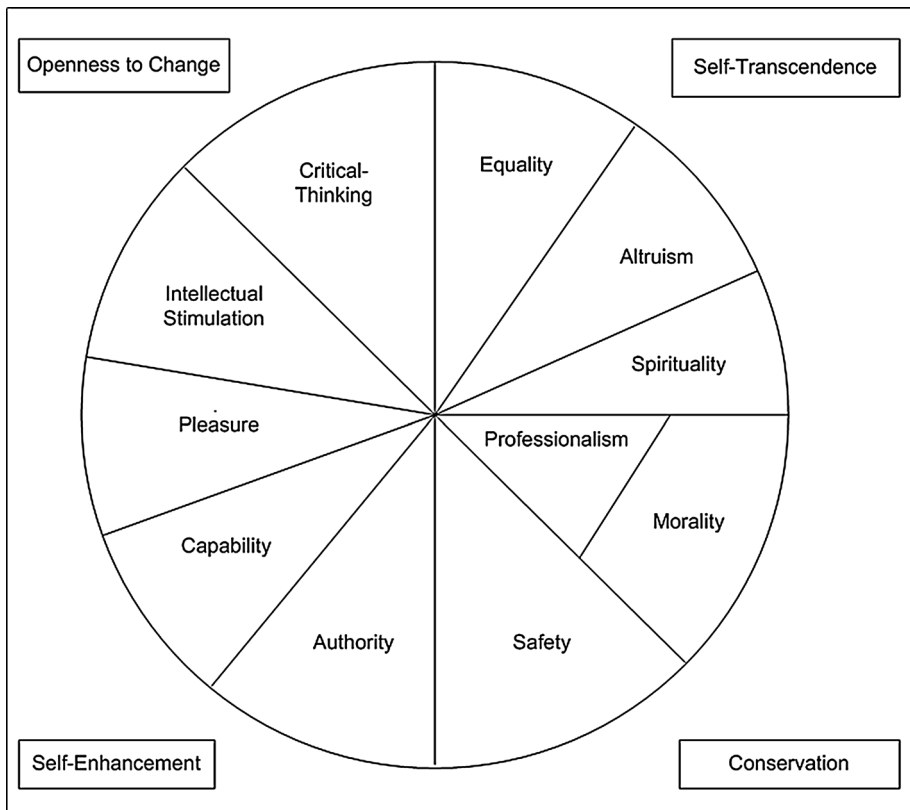 Openness to Change
Self-Transcendence
Critical-
Thinking
Equality
Altruism
Intellectual
Stimulation
Spirituality
Pleasure
Professionalism
Morality
Capability
Authority
Safety
Self-Enhancement
Conservation